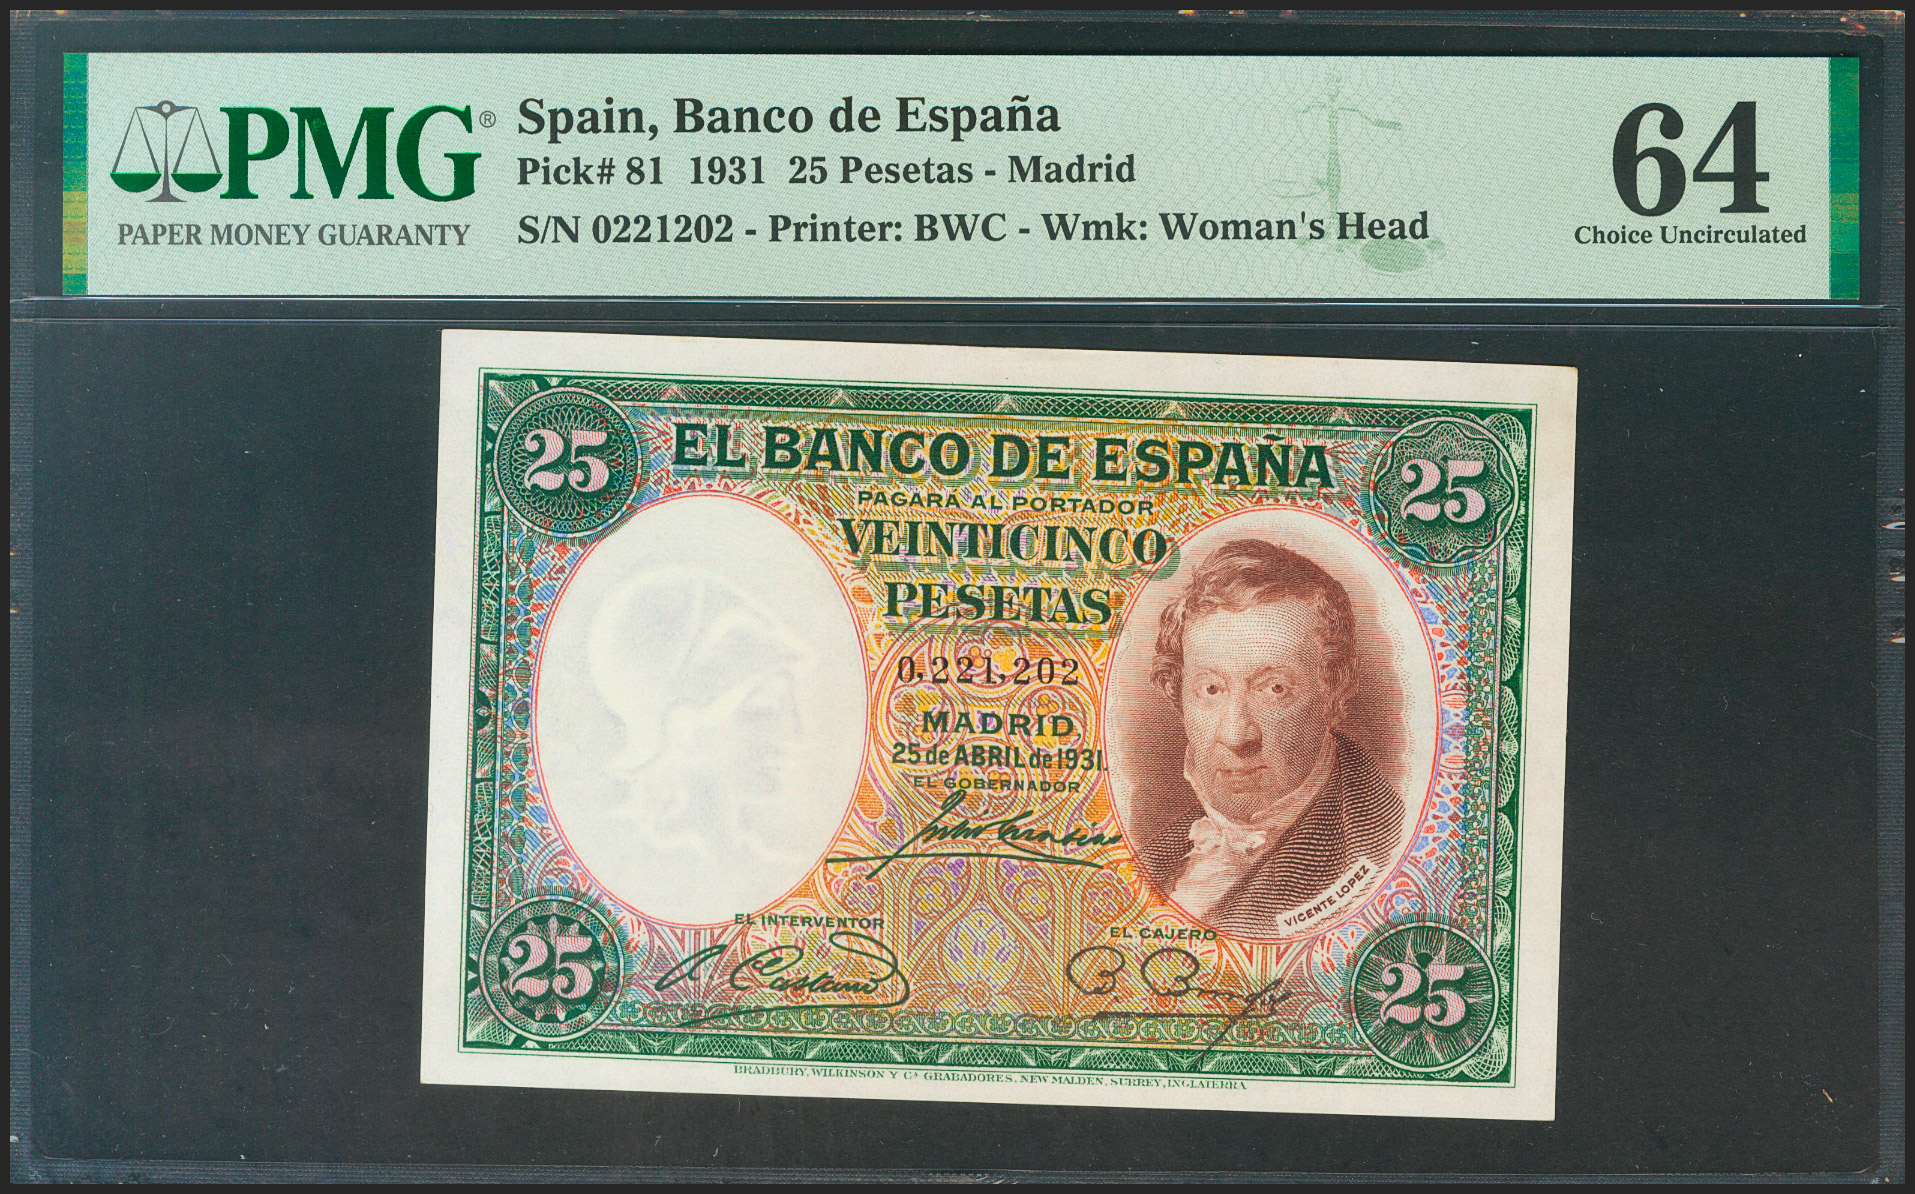 PMG®
PAPER MONEY GUARANTY
Spain, Banco de España
Pick# 81 1931 25 Pesetas - Madrid
S/N 0221202 - Printer: BWC - Wmk: Woman's Head
64
Choice Uncirculated
25
25
EL BANCO DE ESPAÑA
PAGARÁ AL PORTADOR
VEINTICINCO
PESETAS
0,221,202
MADRID,
25 de ABRIL de 1931.
EL GOBERNADOR
VICENTE LOPEZ
EL INTERVENTOR
EL CAJERO
25
25
BRADBURY, WILKINSON Y Cª GRABADORES, NEW MALDEN, SURREY, INGLATERRA